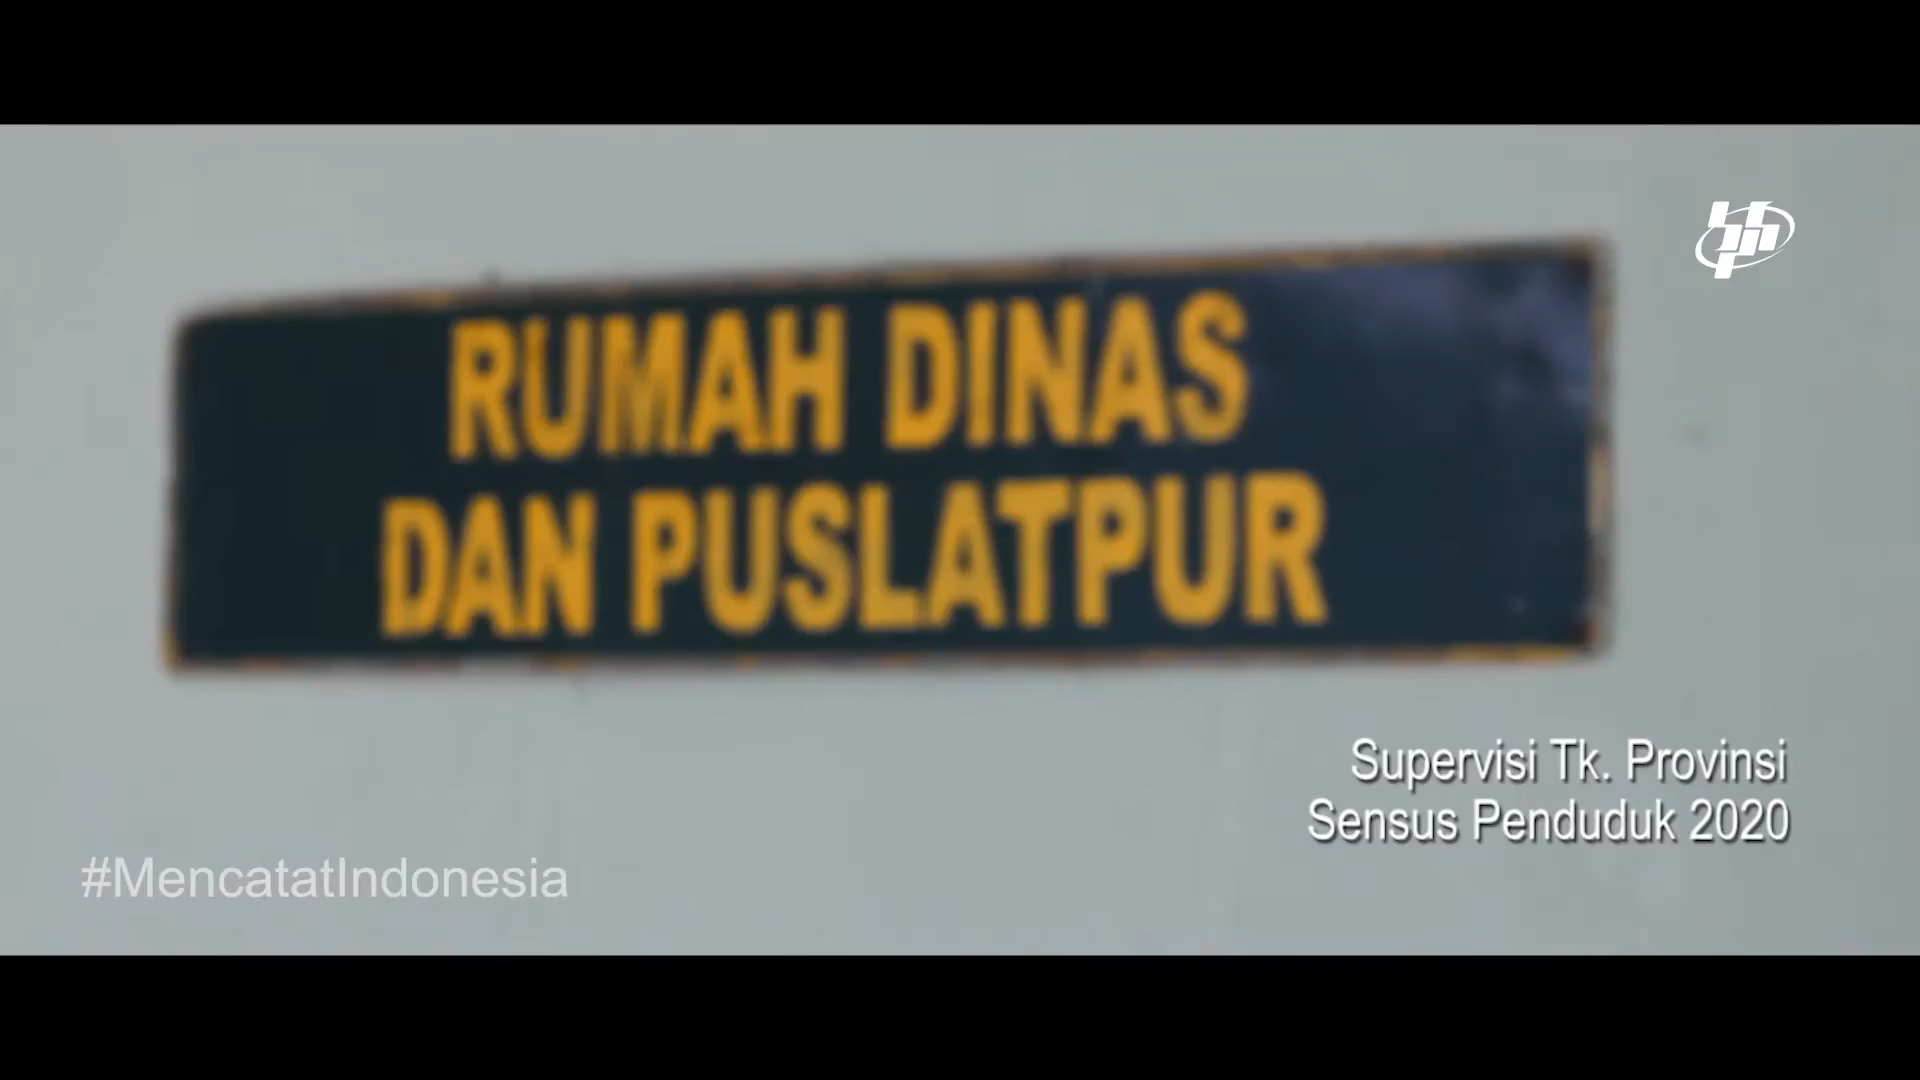 RUMAH DINAS
DAN PUSLATPUR
Supervisi Tk. Provinsi
Sensus Penduduk 2020
#MencatatIndonesia